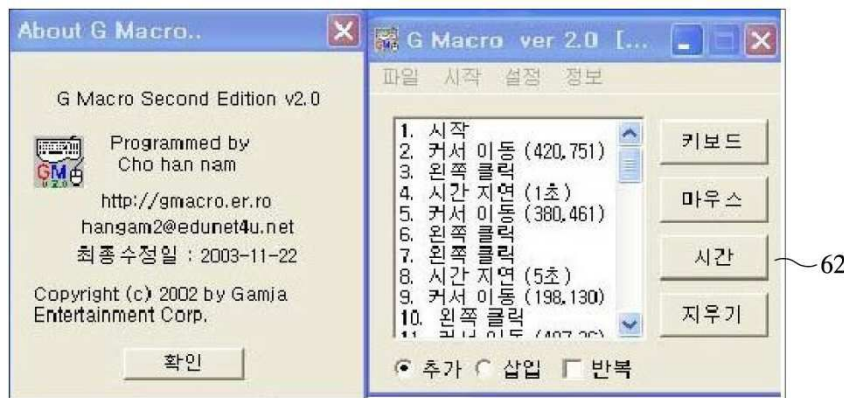 About G Macro..
G Macro Second Edition v2.0
Programmed by
Cho han nam
http://gmacro.er.ro
hangam2@edunet4u.net
최종수정일 : 2003-11-22
Copyright (c) 2002 by Gamja
Entertainment Corp.
확인
G Macro ver 2.0 [...
파일 시작 설정 정보
1. 시작
2. 커서 이동 (420,751)
3. 왼쪽 클릭
4. 시간 지연 (1초)
5. 커서 이동 (380,461)
6. 왼쪽 클릭
7. 왼쪽 클릭
8. 시간 지연 (5초)
9. 커서 이동 (198,130)
10. 왼쪽 클릭
키보드
마우스
시간
지우기
추가 삽입 반복
62